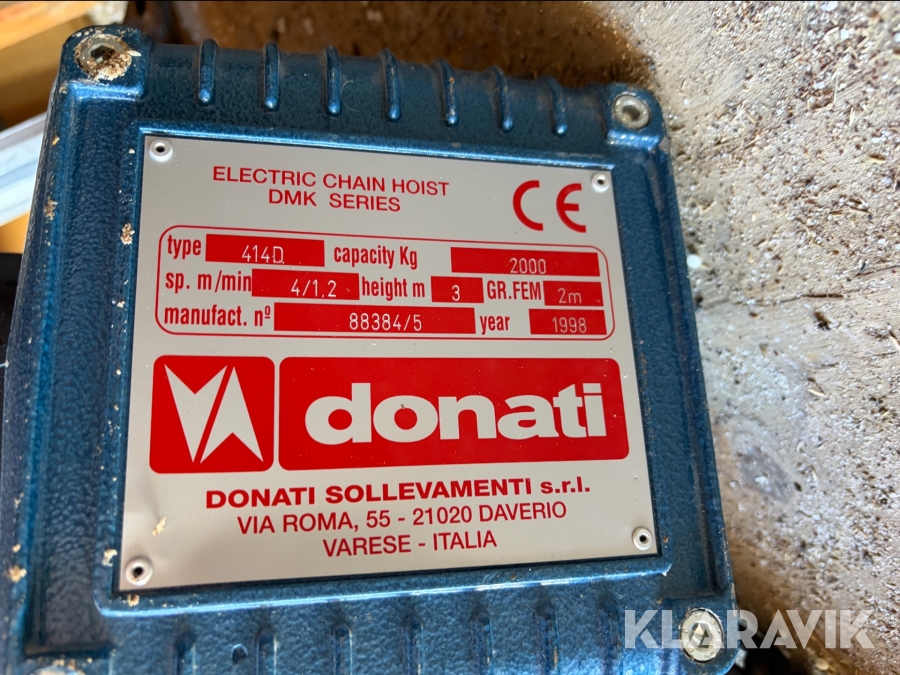 ELECTRIC CHAIN HOIST
DMK SERIES
CE
type 414D capacity Kg 2000
sp. m/min 4/1,2 height m 3 GR.FEM 2m
manufact. nº 88384/5 year 1998
donati
DONATI SOLLEVAMENTI s.r.l.
VIA ROMA, 55 - 21020 DAVERIO
VARESE - ITALIA
KLARAVIK